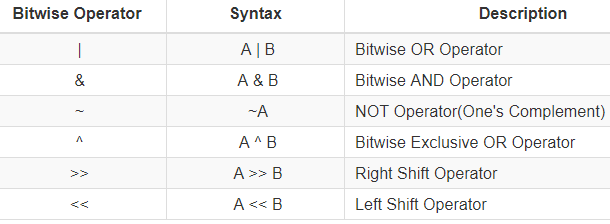 Bitwise Operator Syntax Description
| A | B Bitwise OR Operator
& A & B Bitwise AND Operator
~ ~A NOT Operator(One's Complement)
^ A ^ B Bitwise Exclusive OR Operator
>> A >> B Right Shift Operator
<< A << B Left Shift Operator